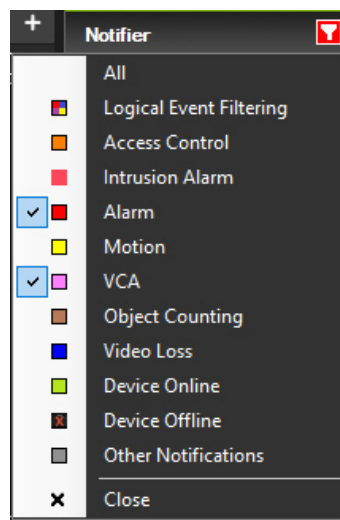 Notifier
All
Logical Event Filtering
Access Control
Intrusion Alarm
Alarm
Motion
VCA
Object Counting
Video Loss
Device Online
Device Offline
Other Notifications
Close